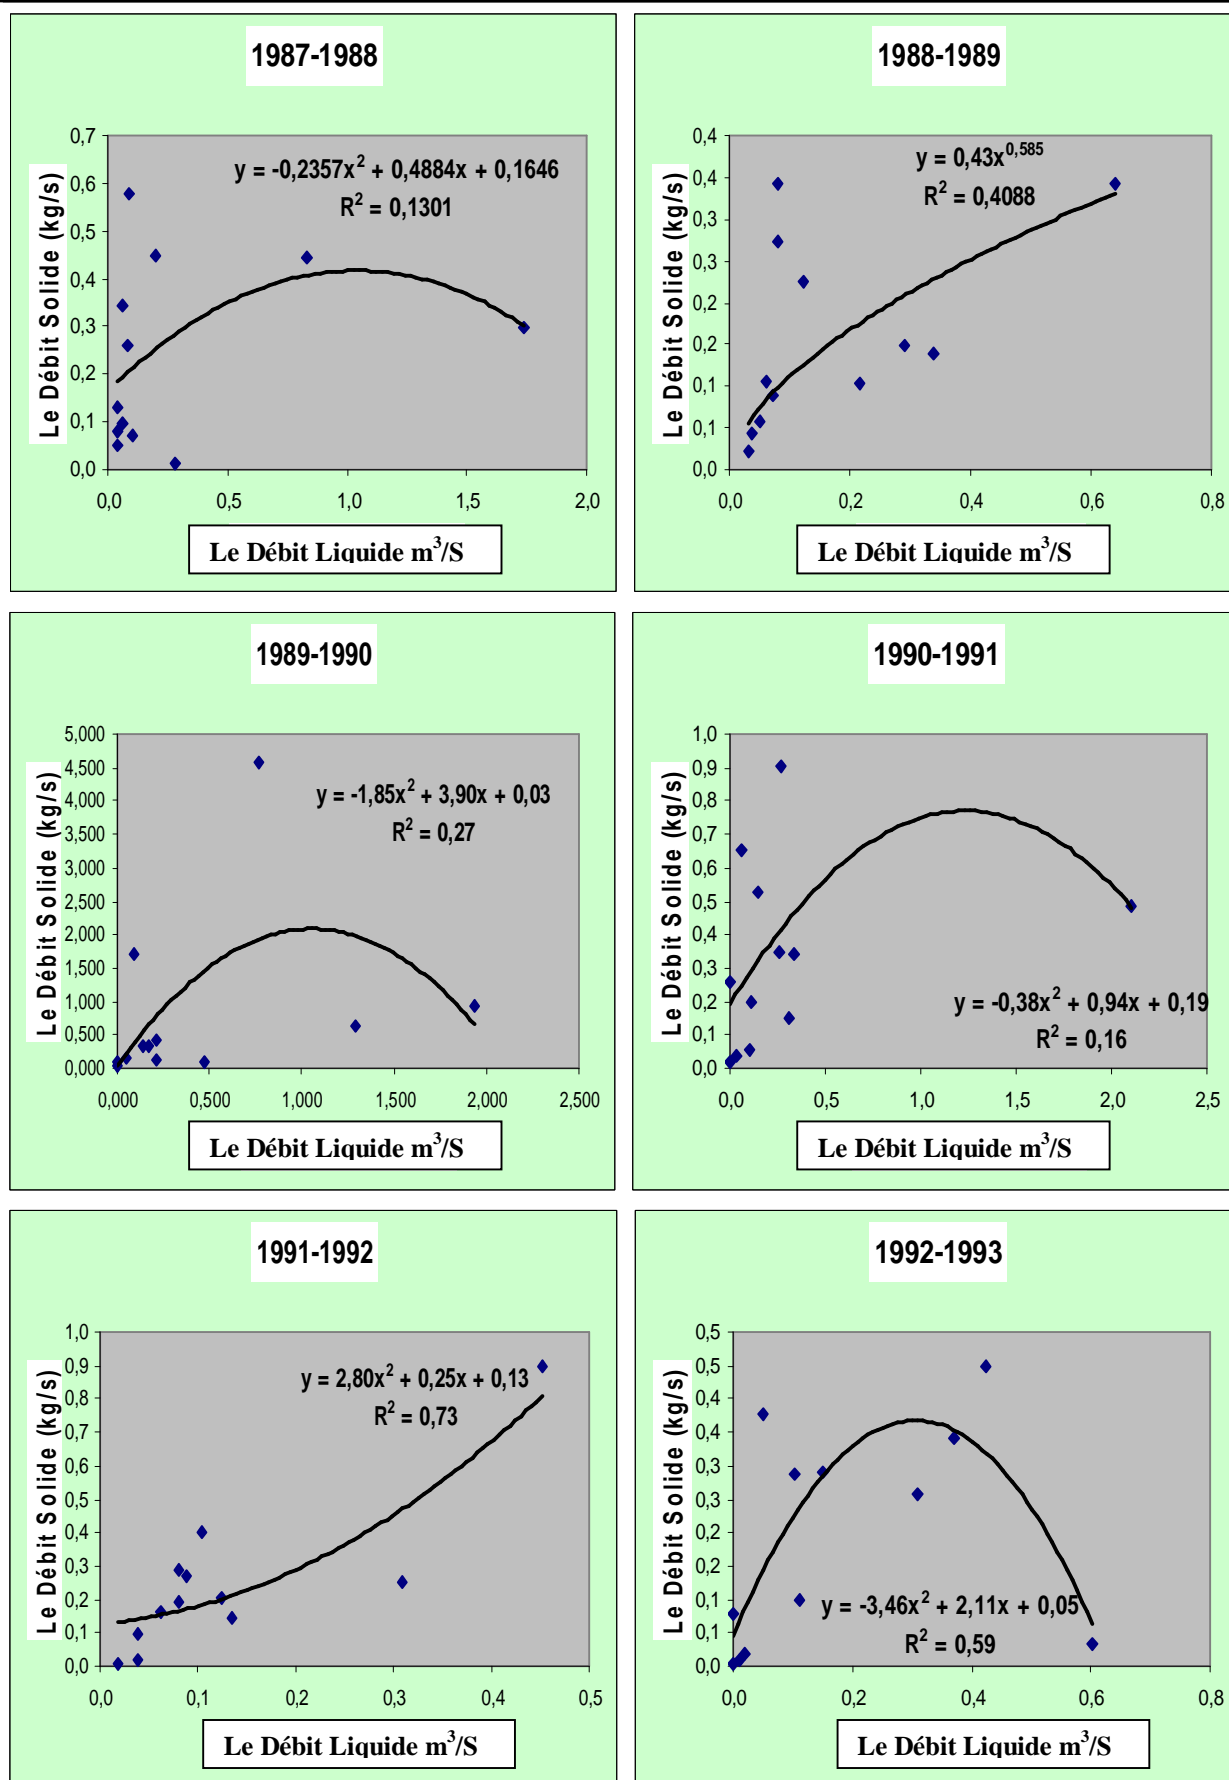 1987-1988
y = -0,2357x² + 0,4884x + 0,1646
R² = 0,1301
Le Débit Solide (kg/s)
0,7
0,6
0,5
0,4
0,3
0,2
0,1
0,0
0,0 0,5 1,0 1,5 2,0
Le Débit Liquide m³/S
1988-1989
y = 0,43x^0,585
R² = 0,4088
Le Débit Solide (kg/s)
0,4
0,4
0,3
0,3
0,2
0,2
0,1
0,1
0,0
0,0 0,2 0,4 0,6 0,8
Le Débit Liquide m³/S
1989-1990
y = -1,85x² + 3,90x + 0,03
R² = 0,27
Le Débit Solide (kg/s)
5,000
4,500
4,000
3,500
3,000
2,500
2,000
1,500
1,000
0,500
0,000
0,000 0,500 1,000 1,500 2,000 2,500
Le Débit Liquide m³/S
1990-1991
y = -0,38x² + 0,94x + 0,19
R² = 0,16
Le Débit Solide (kg/s)
1,0
0,9
0,8
0,7
0,6
0,5
0,4
0,3
0,2
0,1
0,0
0,0 0,5 1,0 1,5 2,0 2,5
Le Débit Liquide m³/S
1991-1992
y = 2,80x² + 0,25x + 0,13
R² = 0,73
Le Débit Solide (kg/s)
1,0
0,9
0,8
0,7
0,6
0,5
0,4
0,3
0,2
0,1
0,0
0,0 0,1 0,2 0,3 0,4 0,5
Le Débit Liquide m³/S
1992-1993
y = -3,46x² + 2,11x + 0,05
R² = 0,59
Le Débit Solide (kg/s)
0,5
0,5
0,4
0,4
0,3
0,3
0,2
0,2
0,1
0,1
0,0
0,0 0,2 0,4 0,6 0,8
Le Débit Liquide m³/S